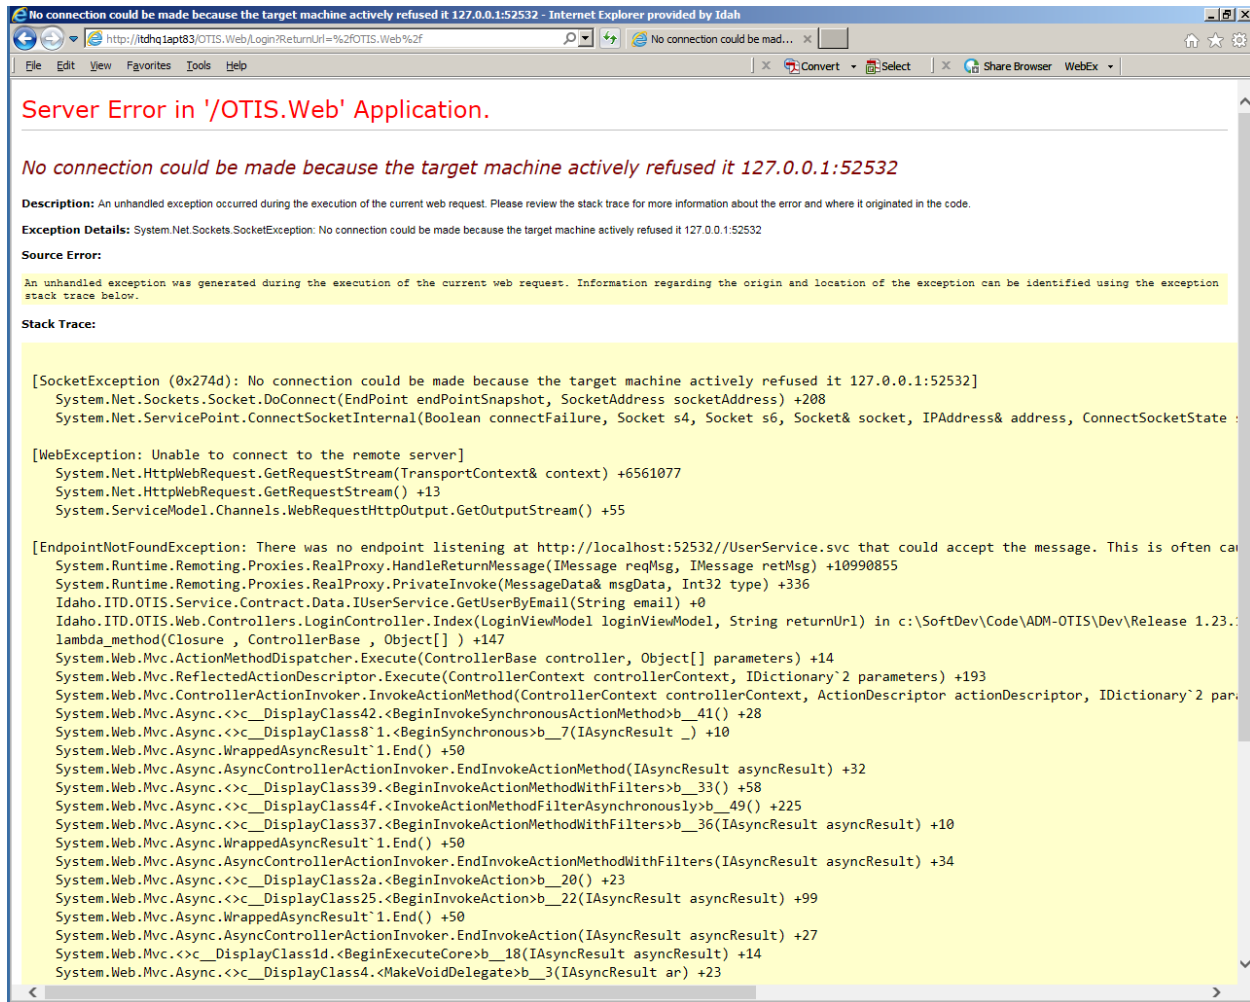 No connection could be made because the target machine actively refused it 127.0.0.1:52532 - Internet Explorer provided by Idah
http://itdhq1apt83/OTIS.Web/Login?ReturnUrl=%2fOTIS.Web%2f
No connection could be mad...
File Edit View Favorites Tools Help
Convert Select Share Browser WebEx
Server Error in '/OTIS.Web' Application.
No connection could be made because the target machine actively refused it 127.0.0.1:52532
Description: An unhandled exception occurred during the execution of the current web request. Please review the stack trace for more information about the error and where it originated in the code.
Exception Details: System.Net.Sockets.SocketException: No connection could be made because the target machine actively refused it 127.0.0.1:52532
Source Error:
An unhandled exception was generated during the execution of the current web request. Information regarding the origin and location of the exception can be identified using the exception
stack trace below.
Stack Trace:
[SocketException (0x274d): No connection could be made because the target machine actively refused it 127.0.0.1:52532]
System.Net.Sockets.Socket.DoConnect(EndPoint endPointSnapshot, SocketAddress socketAddress) +208
System.Net.ServicePoint.ConnectSocketInternal(Boolean connectFailure, Socket s4, Socket s6, Socket& socket, IPAddress& address, ConnectSocketState
[WebException: Unable to connect to the remote server]
System.Net.HttpWebRequest.GetRequestStream(TransportContext& context) +6561077
System.Net.HttpWebRequest.GetRequestStream() +13
System.ServiceModel.Channels.WebRequestHttpOutput.GetOutputStream() +55
[EndpointNotFoundException: There was no endpoint listening at http://localhost:52532//UserService.svc that could accept the message. This is often cau
System.Runtime.Remoting.Proxies.RealProxy.HandleReturnMessage(IMessage reqMsg, IMessage retMsg) +10990855
System.Runtime.Remoting.Proxies.RealProxy.PrivateInvoke(MessageData& msgData, Int32 type) +336
Idaho.ITD.OTIS.Service.Contract.Data.IUserService.GetUserByEmail(String email) +0
Idaho.ITD.OTIS.Web.Controllers.LoginController.Index(LoginViewModel loginViewModel, String returnUrl) in c:\SoftDev\Code\ADM-OTIS\Dev\Release 1.23.
lambda_method(Closure , ControllerBase , Object[] ) +147
System.Web.Mvc.ActionMethodDispatcher.Execute(ControllerBase controller, Object[] parameters) +14
System.Web.Mvc.ReflectedActionDescriptor.Execute(ControllerContext controllerContext, IDictionary`2 parameters) +193
System.Web.Mvc.ControllerActionInvoker.InvokeActionMethod(ControllerContext controllerContext, ActionDescriptor actionDescriptor, IDictionary`2 para
System.Web.Mvc.Async.<>c__DisplayClass42.<BeginInvokeSynchronousActionMethod>b__41() +28
System.Web.Mvc.Async.<>c__DisplayClass8`1.<BeginSynchronous>b__7(IAsyncResult _) +10
System.Web.Mvc.Async.WrappedAsyncResult`1.End() +50
System.Web.Mvc.Async.AsyncControllerActionInvoker.EndInvokeActionMethod(IAsyncResult asyncResult) +32
System.Web.Mvc.Async.<>c__DisplayClass39.<BeginInvokeActionMethodWithFilters>b__33() +58
System.Web.Mvc.Async.<>c__DisplayClass4f.<InvokeActionMethodFilterAsynchronously>b__49() +225
System.Web.Mvc.Async.<>c__DisplayClass37.<BeginInvokeActionMethodWithFilters>b__36(IAsyncResult asyncResult) +10
System.Web.Mvc.Async.WrappedAsyncResult`1.End() +50
System.Web.Mvc.Async.AsyncControllerActionInvoker.EndInvokeActionMethodWithFilters(IAsyncResult asyncResult) +34
System.Web.Mvc.Async.<>c__DisplayClass2a.<BeginInvokeAction>b__20() +23
System.Web.Mvc.Async.<>c__DisplayClass25.<BeginInvokeAction>b__22(IAsyncResult asyncResult) +99
System.Web.Mvc.Async.WrappedAsyncResult`1.End() +50
System.Web.Mvc.Async.AsyncControllerActionInvoker.EndInvokeAction(IAsyncResult asyncResult) +27
System.Web.Mvc.<>c__DisplayClass1d.<BeginExecuteCore>b__18(IAsyncResult asyncResult) +14
System.Web.Mvc.Async.<>c__DisplayClass4.<MakeVoidDelegate>b__3(IAsyncResult ar) +23